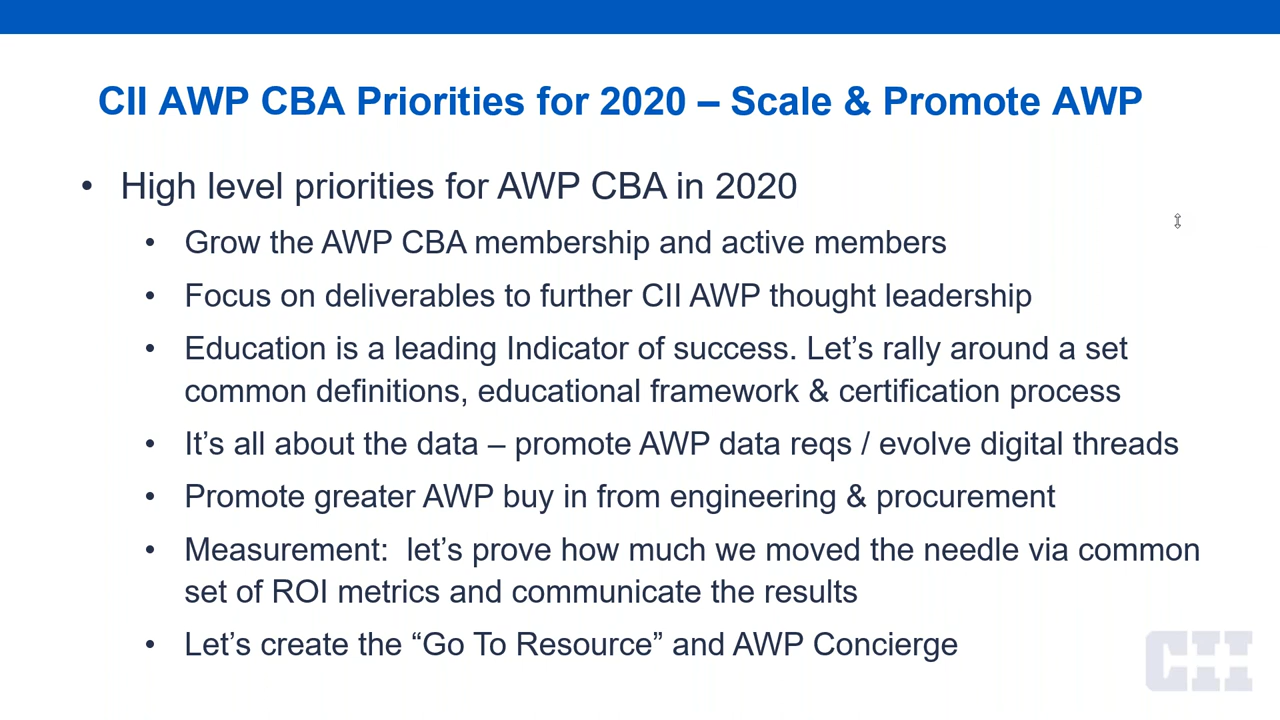 CII AWP CBA Priorities for 2020 – Scale & Promote AWP
• High level priorities for AWP CBA in 2020
• Grow the AWP CBA membership and active members
• Focus on deliverables to further CII AWP thought leadership
• Education is a leading Indicator of success. Let’s rally around a set
common definitions, educational framework & certification process
• It’s all about the data – promote AWP data reqs / evolve digital threads
• Promote greater AWP buy in from engineering & procurement
• Measurement:  let’s prove how much we moved the needle via common
set of ROI metrics and communicate the results
• Let’s create the “Go To Resource” and AWP Concierge
CII